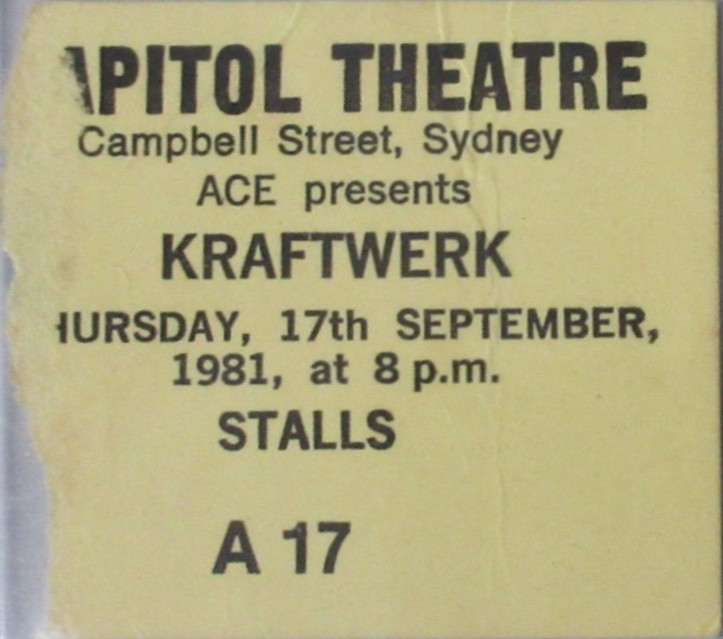 APITOL THEATRE
Campbell Street, Sydney
ACE presents
KRAFTWERK
HURSDAY, 17th SEPTEMBER,
1981, at 8 p.m.
STALLS
A 17